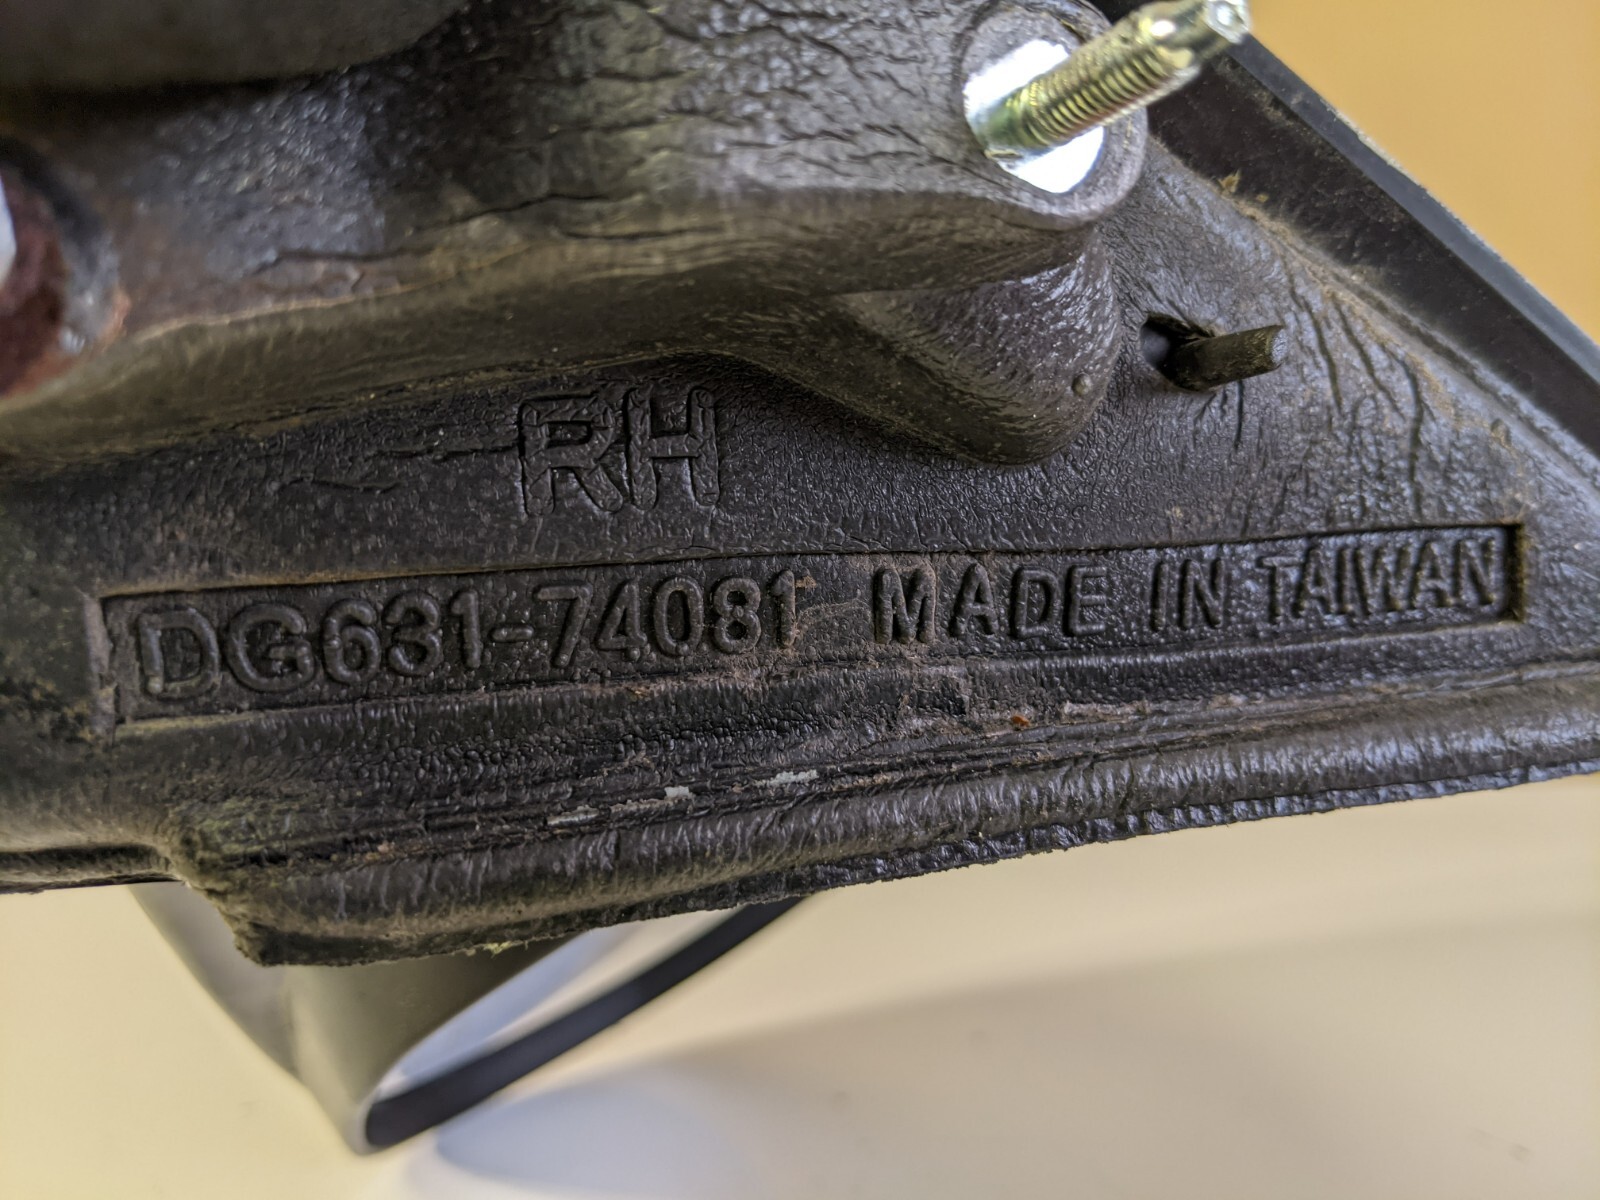 RH
DG631-74081 MADE IN TAIWAN